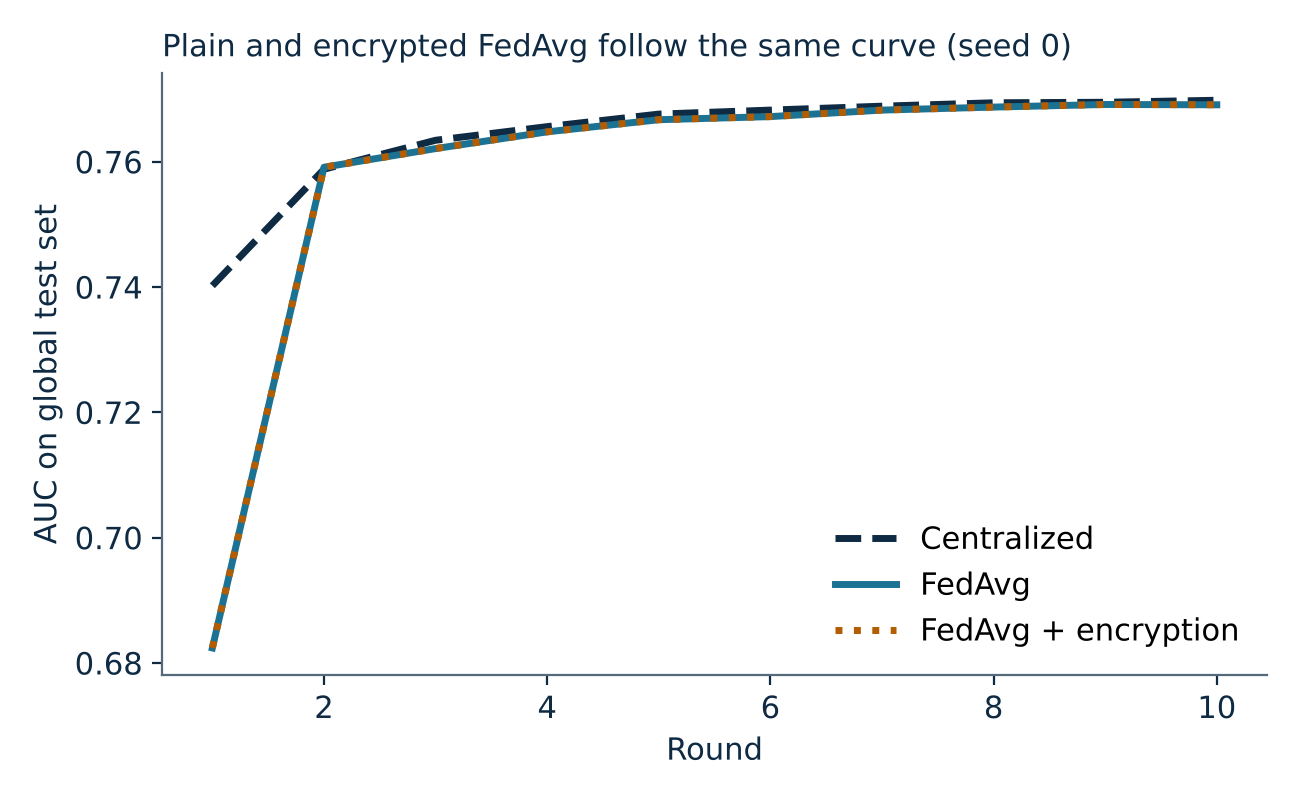 Plain and encrypted FedAvg follow the same curve (seed 0)
AUC on global test set
0.76
0.74
0.72
0.70
0.68
Centralized
FedAvg
FedAvg + encryption
2 4 6 8 10
Round